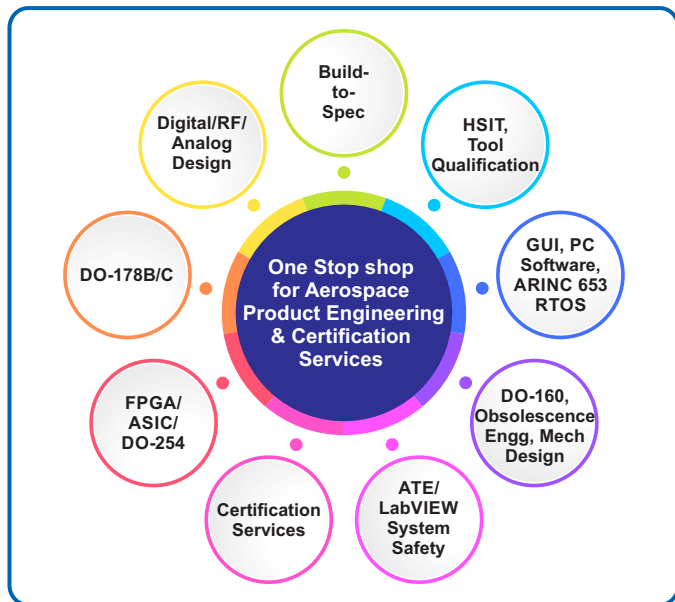 Build-
to-
Spec
HSIT,
Tool
Qualification
GUI, PC
Software,
ARINC 653
RTOS
DO-160,
Obsolescence
Engg, Mech
Design
ATE/
LabVIEW
System
Safety
Certification
Services
FPGA/
ASIC/
DO-254
DO-178B/C
Digital/RF/
Analog
Design
One Stop shop
for Aerospace
Product Engineering
& Certification
Services